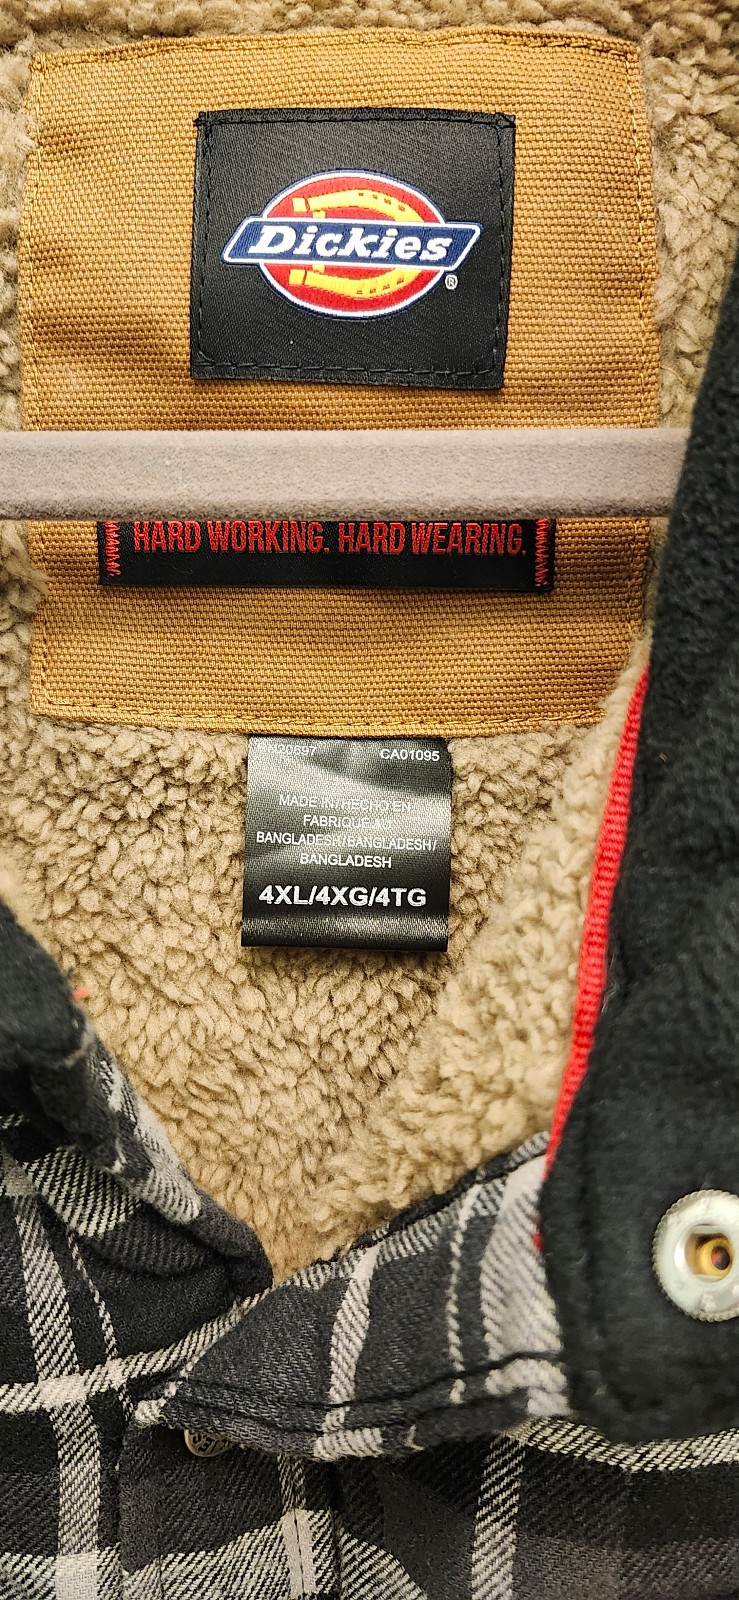 Dickies®
HARD WORKING. HARD WEARING.
CA01095
MADE IN/HECHO EN/
FABRIQUÉ AU
BANGLADESH/BANGLADESH/
BANGLADESH
4XL/4XG/4TG